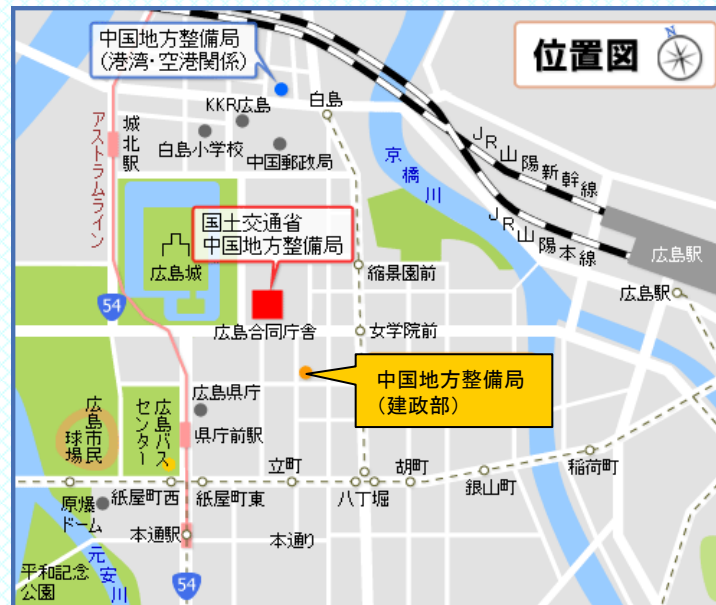 中国地方整備局
（港湾・空港関係）
位置図
N
KKR広島
白島
城北駅
アストラムライン
白島小学校
中国郵政局
京橋川
JR山陽新幹線
JR山陽本線
広島駅
国土交通省
中国地方整備局
広島城
縮景園前
広島駅
54
広島合同庁舎
女学院前
中国地方整備局
（建政部）
広島県庁
広島市民
球場
広島バス
センター
県庁前駅
立町
胡町
稲荷町
銀山町
八丁堀
紙屋町西
紙屋町東
原爆
ドーム
本通駅
本通り
元安川
平和記念
公園
54